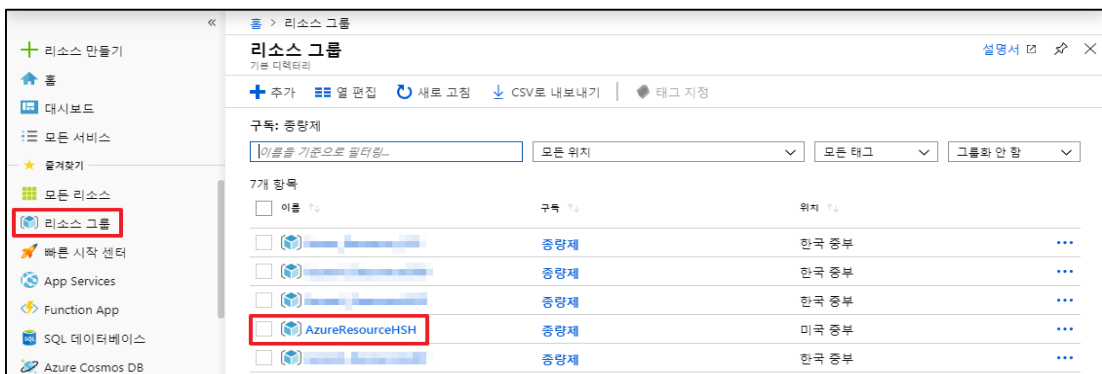 «
홈 > 리소스 그룹
리소스 만들기
홈
대시보드
모든 서비스
즐겨찾기
모든 리소스
리소스 그룹
빠른 시작 센터
App Services
Function App
SQL 데이터베이스
Azure Cosmos DB
리소스 그룹
기본 디렉터리
설명서
추가 열 편집 새로 고침 CSV로 내보내기 태그 지정
구독: 종량제
이름을 기준으로 필터링... 모든 위치 모든 태그 그룹화 안 함
7개 항목
이름 ↑↓ 구독 ↑↓ 위치 ↑↓
종량제 한국 중부 ...
종량제 한국 중부 ...
종량제 한국 중부 ...
AzureResourceHSH 종량제 미국 중부 ...
종량제 한국 중부 ...